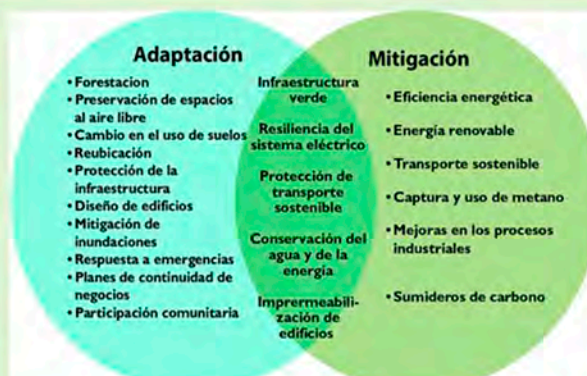 Adaptación
• Forestacion
• Preservación de espacios
al aire libre
• Cambio en el uso de suelos
• Reubicación
• Protección de la
infraestructura
• Diseño de edificios
• Mitigación de
inundaciones
• Respuesta a emergencias
• Planes de continuidad de
negocios
• Participación comunitaria
Infraestructura
verde
Resiliencia del
sistema eléctrico
Protección de
transporte
sostenible
Conservación del
agua y de la
energía
Imprermeabili-
zación de
edificios
Mitigación
• Eficiencia energética
• Energía renovable
• Transporte sostenible
• Captura y uso de metano
• Mejoras en los procesos
industriales
• Sumideros de carbono